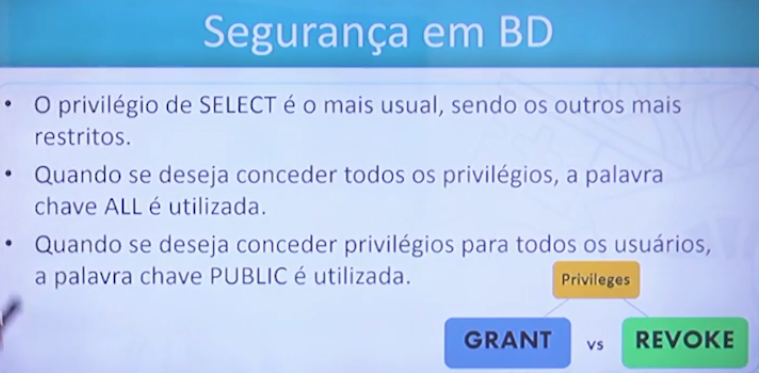 Segurança em BD
• O privilégio de SELECT é o mais usual, sendo os outros mais
restritos.
• Quando se deseja conceder todos os privilégios, a palavra
chave ALL é utilizada.
• Quando se deseja conceder privilégios para todos os usuários,
a palavra chave PUBLIC é utilizada.
Privileges
GRANT vs REVOKE